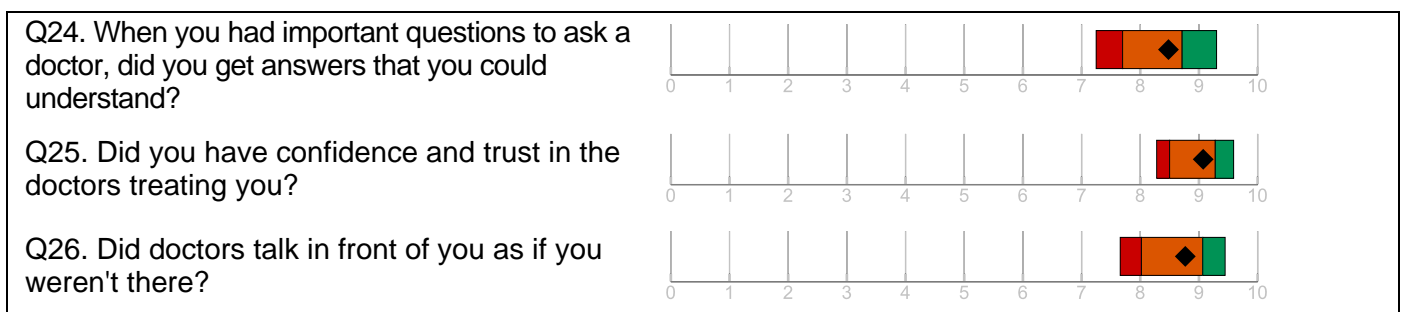 Q24. When you had important questions to ask a
doctor, did you get answers that you could
understand?
0 1 2 3 4 5 6 7 8 9 10
Q25. Did you have confidence and trust in the
doctors treating you?
0 1 2 3 4 5 6 7 8 9 10
Q26. Did doctors talk in front of you as if you
weren't there?
0 1 2 3 4 5 6 7 8 9 10